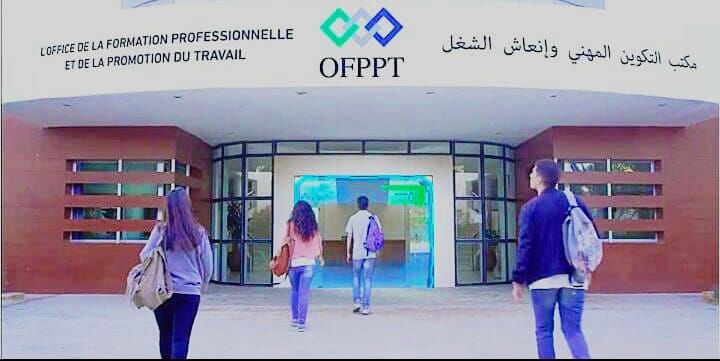 L'OFFICE DE LA FORMATION PROFESSIONNELLE
ET DE LA PROMOTION DU TRAVAIL
OFPPT
مكتب التكوين المهني وإنعاش الشغل